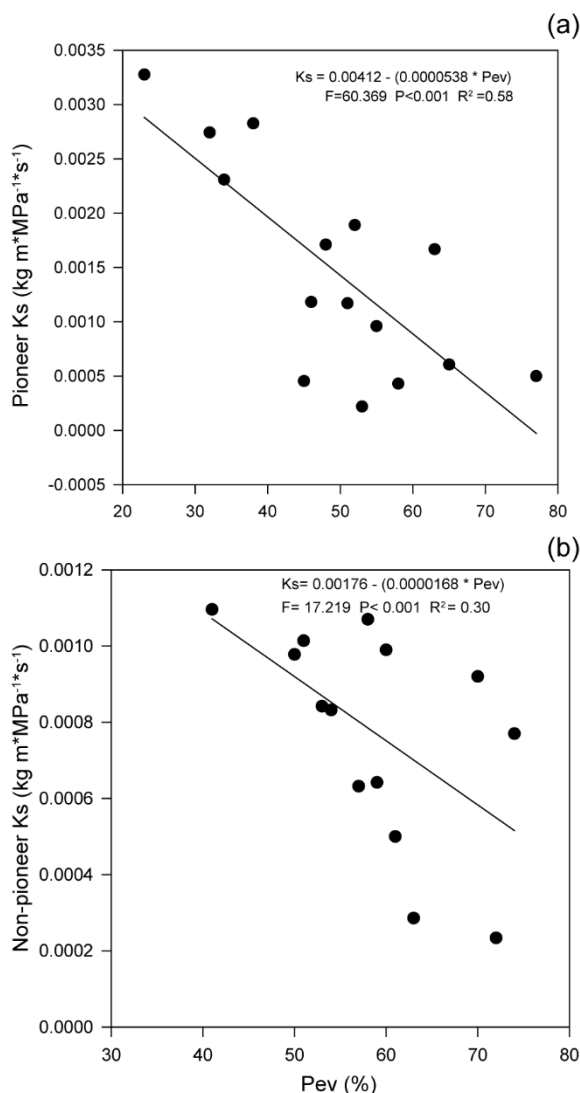 (a)
0.0035
0.0030
0.0025
0.0020
0.0015
0.0010
0.0005
0.0000
-0.0005
Pioneer Ks (kg m*MPa⁻¹*s⁻¹)
Ks = 0.00412 - (0.0000538 * Pev)
F=60.369 P<0.001 R² =0.58
20 30 40 50 60 70 80
(b)
0.0012
0.0010
0.0008
0.0006
0.0004
0.0002
0.0000
Non-pioneer Ks (kg m*MPa⁻¹*s⁻¹)
Ks= 0.00176 - (0.0000168 * Pev)
F= 17.219 P< 0.001 R² = 0.30
30 40 50 60 70 80
Pev (%)